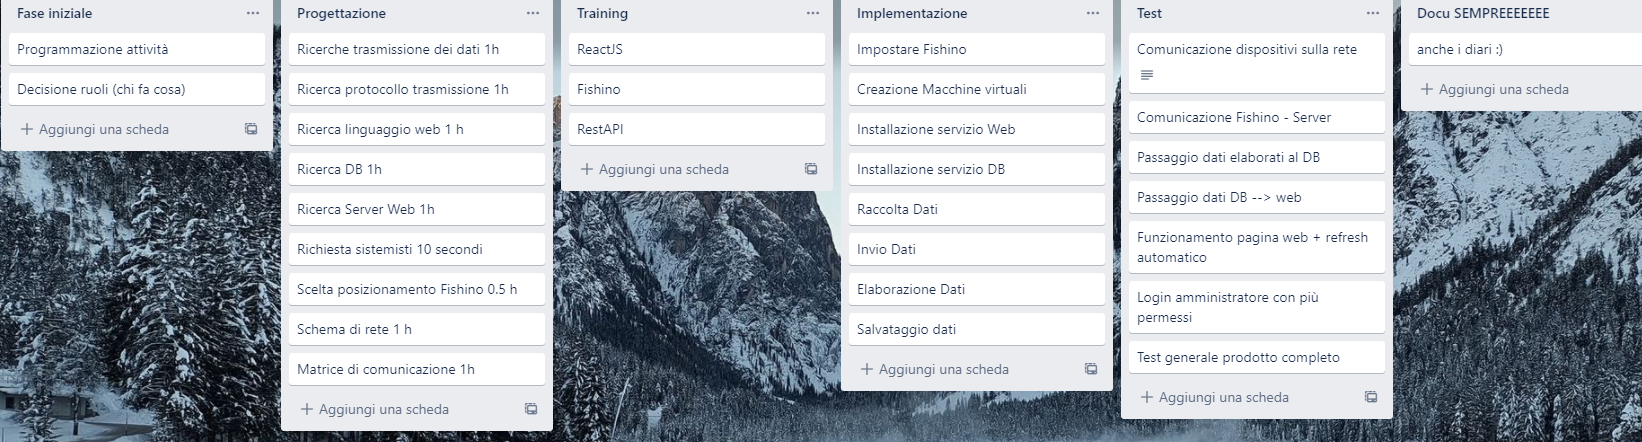 Fase iniziale
Programmazione attività
Decisione ruoli (chi fa cosa)
+ Aggiungi una scheda
Progettazione
Ricerche trasmissione dei dati 1h
Ricerca protocollo trasmissione 1h
Ricerca linguaggio web 1 h
Ricerca DB 1h
Ricerca Server Web 1h
Richiesta sistemisti 10 secondi
Scelta posizionamento Fishino 0.5 h
Schema di rete 1 h
Matrice di comunicazione 1h
+ Aggiungi una scheda
Training
ReactJS
Fishino
RestAPI
+ Aggiungi una scheda
Implementazione
Impostare Fishino
Creazione Macchine virtuali
Installazione servizio Web
Installazione servizio DB
Raccolta Dati
Invio Dati
Elaborazione Dati
Salvataggio dati
+ Aggiungi una scheda
Test
Comunicazione dispositivi sulla rete
Comunicazione Fishino - Server
Passaggio dati elaborati al DB
Passaggio dati DB --> web
Funzionamento pagina web + refresh
automatico
Login amministratore con più
permessi
Test generale prodotto completo
+ Aggiungi una scheda
Docu SEMPREEEEEEE
anche i diari :)
+ Aggiungi una scheda